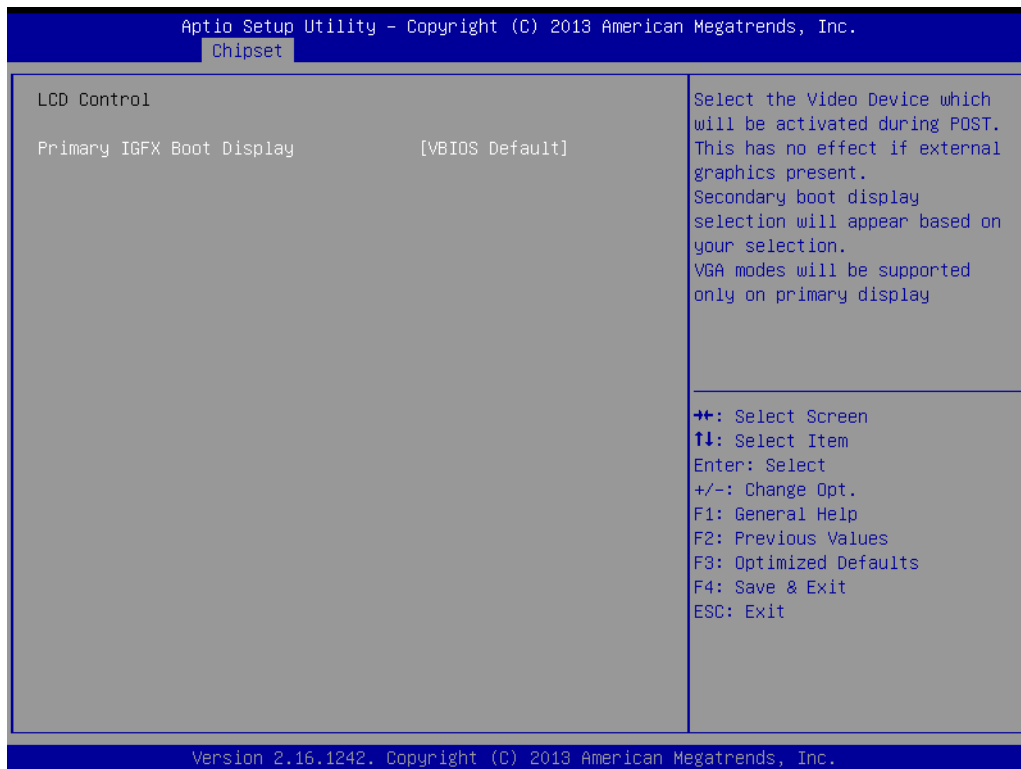 Aptio Setup Utility – Copyright (C) 2013 American Megatrends, Inc.
Chipset
LCD Control
Primary IGFX Boot Display [VBIOS Default]
Select the Video Device which
will be activated during POST.
This has no effect if external
graphics present.
Secondary boot display
selection will appear based on
your selection.
VGA modes will be supported
only on primary display
→←: Select Screen
↑↓: Select Item
Enter: Select
+/-: Change Opt.
F1: General Help
F2: Previous Values
F3: Optimized Defaults
F4: Save & Exit
ESC: Exit
Version 2.16.1242. Copyright (C) 2013 American Megatrends, Inc.